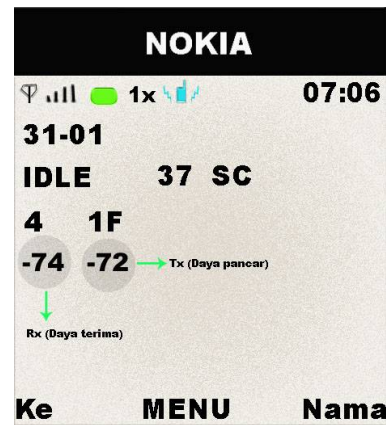 NOKIA
1x 07:06
31-01
IDLE 37 SC
4 1F
-74 -72 Tx (Daya pancar)
Rx (Daya terima)
Ke MENU Nama